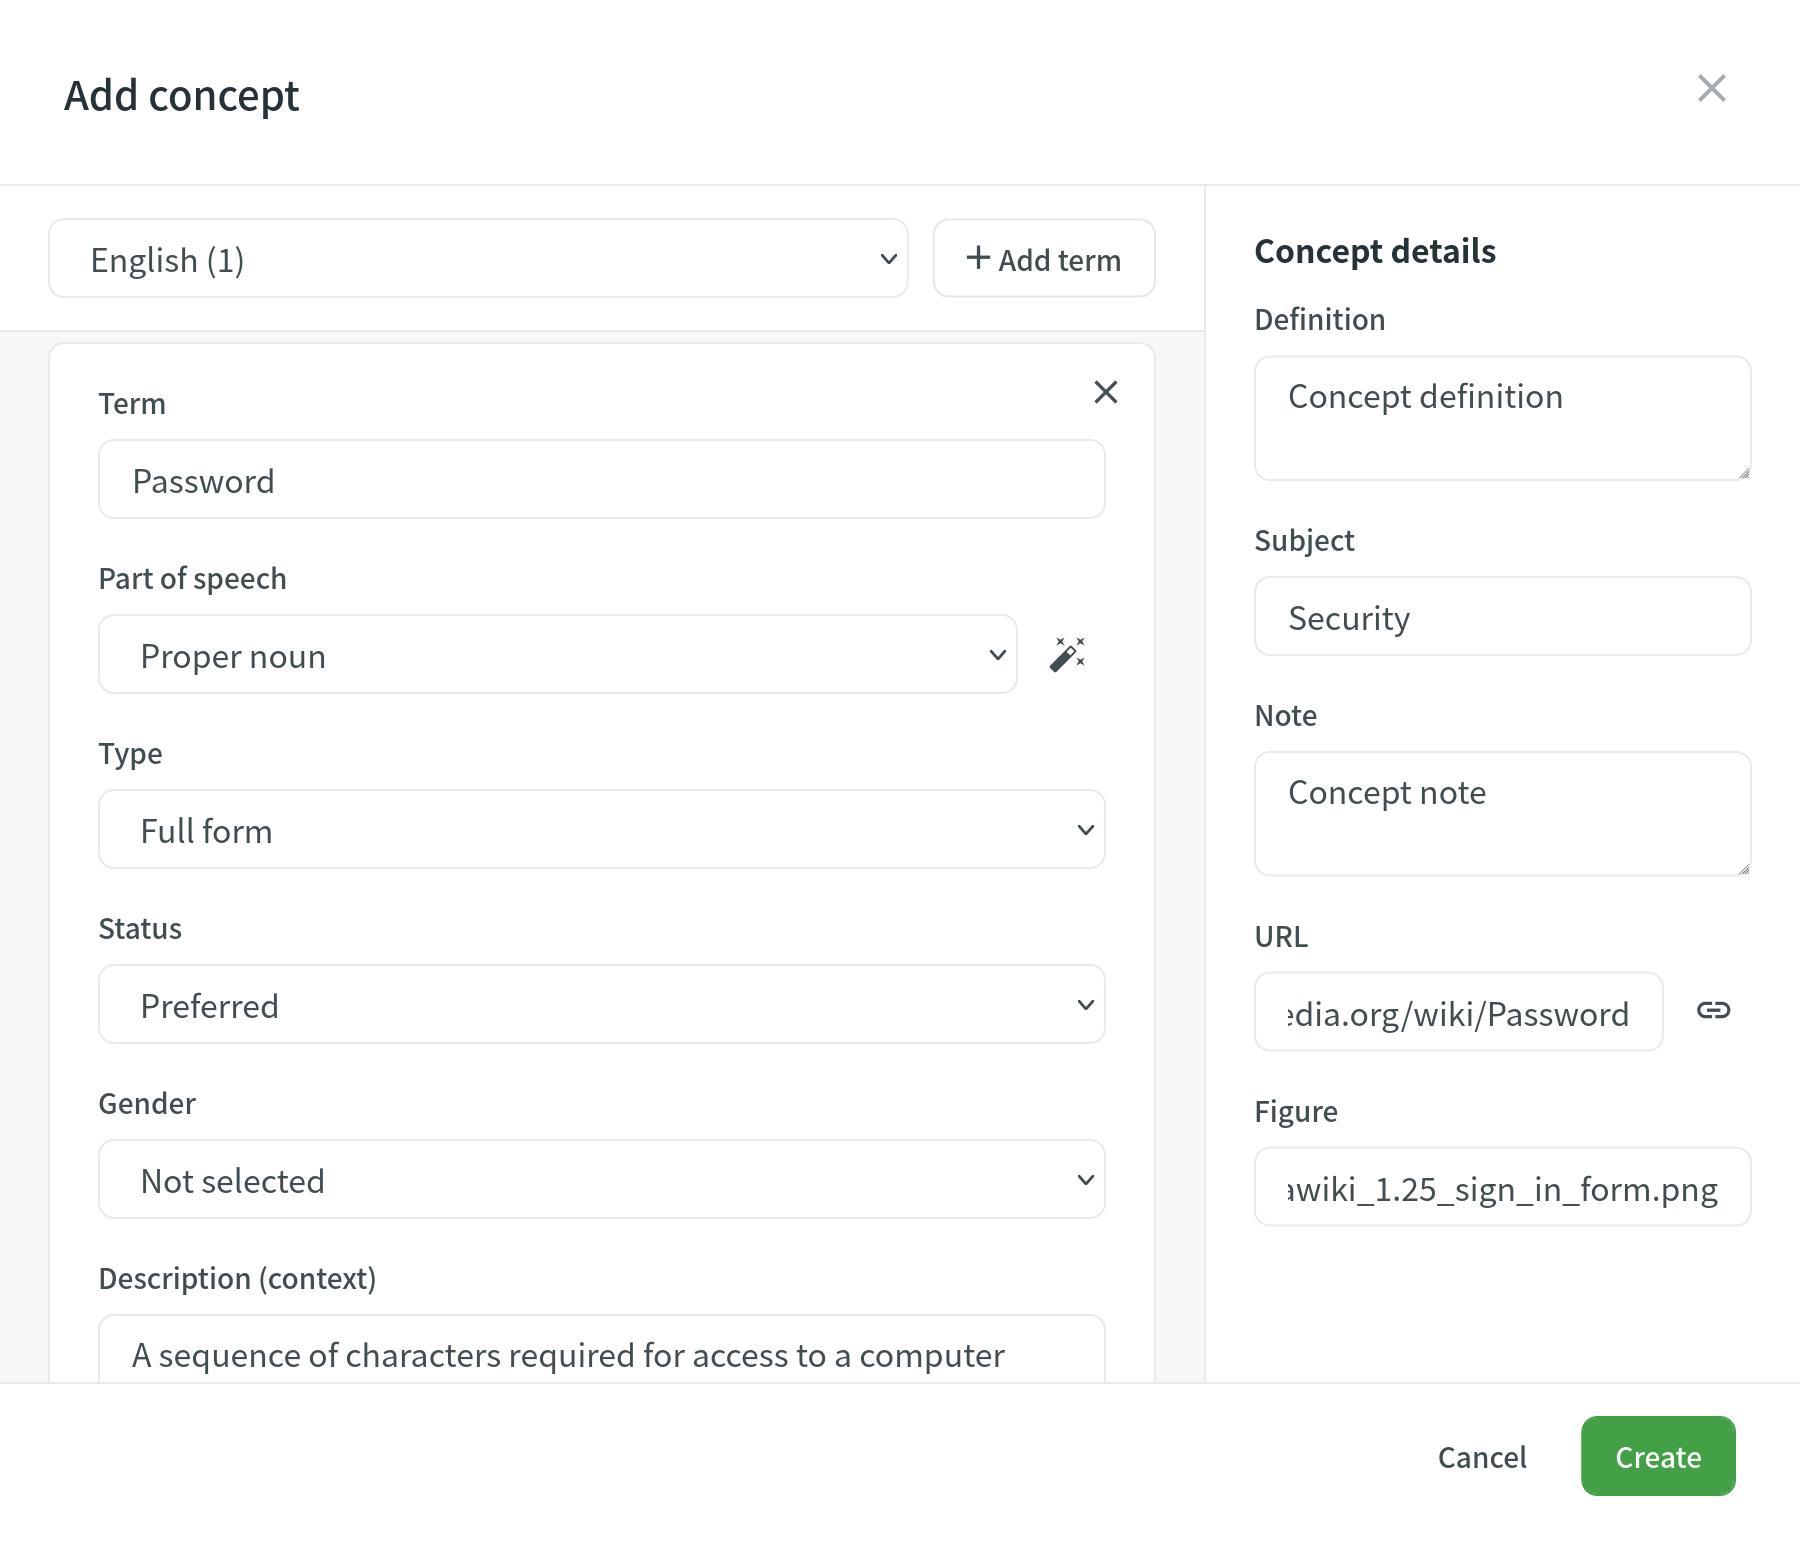 Add concept
English (1)
Add term
Term
Password
Part of speech
Proper noun
Type
Full form
Status
Preferred
Gender
Not selected
Description (context)
A sequence of characters required for access to a computer
Concept details
Definition
Concept definition
Subject
Security
Note
Concept note
URL
edia.org/wiki/Password
Figure
awiki_1.25_sign_in_form.png
Cancel
Create